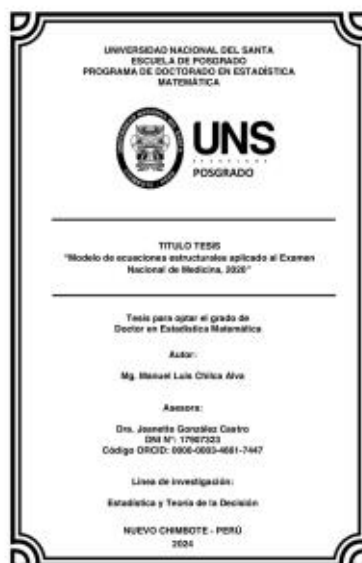 UNIVERSIDAD NACIONAL DEL SANTA
ESCUELA DE POSGRADO
PROGRAMA DE DOCTORADO EN ESTADÍSTICA
MATEMÁTICA
UNS
POSGRADO
TITULO TESIS
"Modelo de ecuaciones estructurales aplicado al Examen
Nacional de Medicina, 2020"
Tesis para optar el grado de
Doctor en Estadística Matemática
Autor:
Mg. Manuel Luis Chilca Alva
Asesora:
Dra. Jeanette González Castro
DNI N°: 17907323
Código ORCID: 0000-0003-4661-7447
Línea de investigación:
Estadística y Teoría de la Decisión
NUEVO CHIMBOTE - PERÚ
2024